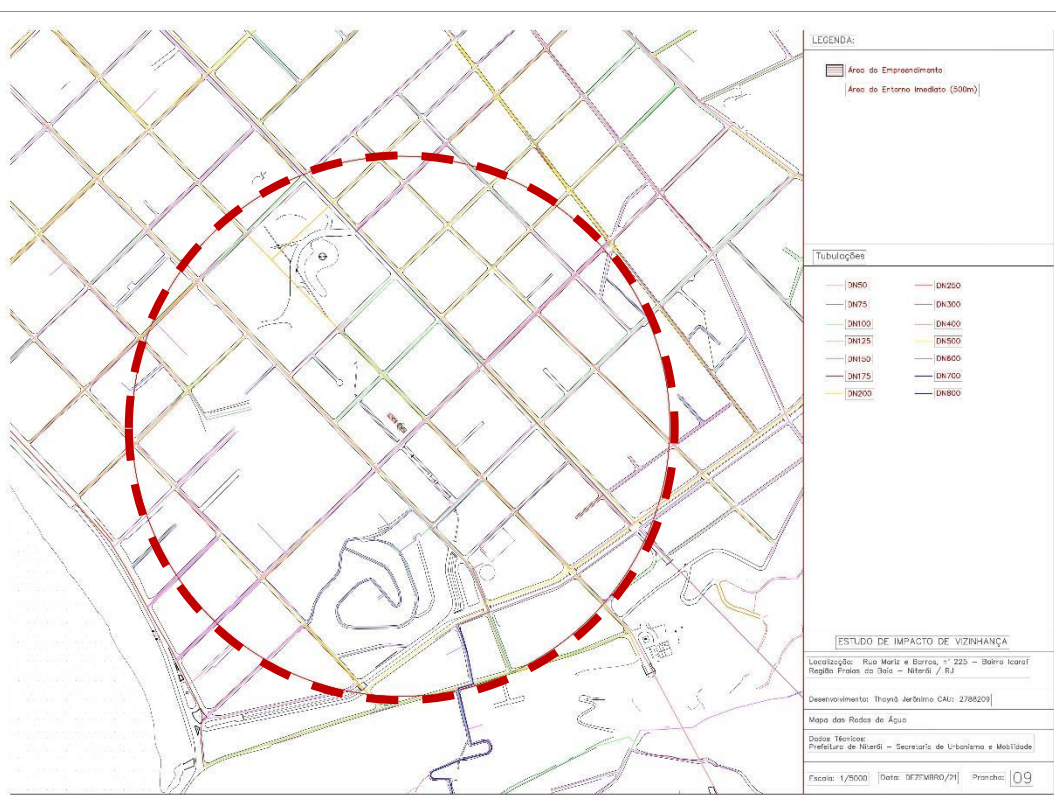 LEGENDA:
Área do Empreendimento
Área do Entorno Imediato (500m)
Tubulações
DN50
DN75
DN100
DN125
DN150
DN175
DN200
DN250
DN300
DN400
DN500
DN600
DN700
DN800
ESTUDO DE IMPACTO DE VIZINHANÇA
Localização: Rua Mariz e Barros, n° 225 – Bairro Icaraí
Região Praias da Baía – Niterói / RJ
Desenvolvimento: Thayná Jerônimo CAU: 2788209
Mapa das Redes de Água
Dados Técnicos:
Prefeitura de Niterói – Secretaria de Urbanismo e Mobilidade
Escala: 1/5000 Data: DEZEMBRO/21 Prancha: 09